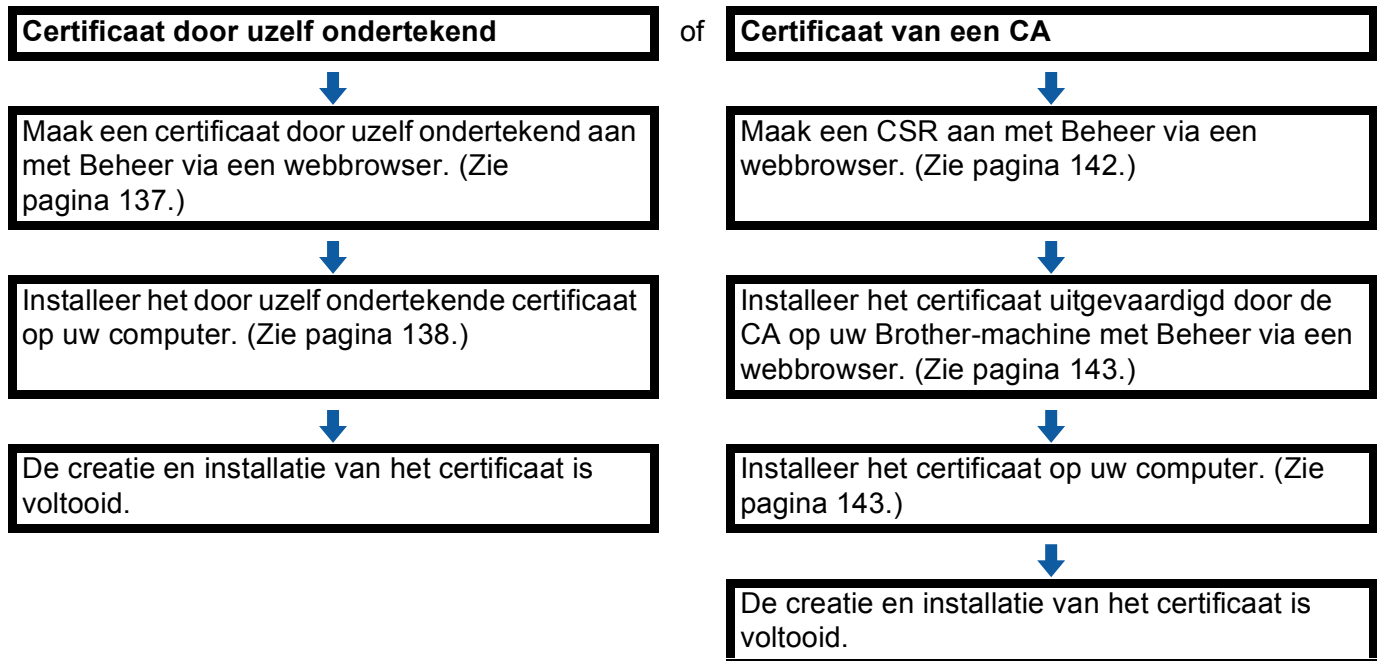 Certificaat door uzelf ondertekend
of
Certificaat van een CA
Maak een certificaat door uzelf ondertekend aan
met Beheer via een webbrowser. (Zie
pagina 137.)
Maak een CSR aan met Beheer via een
webbrowser. (Zie pagina 142.)
Installeer het door uzelf ondertekende certificaat
op uw computer. (Zie pagina 138.)
Installeer het certificaat uitgevaardigd door de
CA op uw Brother-machine met Beheer via een
webbrowser. (Zie pagina 143.)
De creatie en installatie van het certificaat is
voltooid.
Installeer het certificaat op uw computer. (Zie
pagina 143.)
De creatie en installatie van het certificaat is
voltooid.